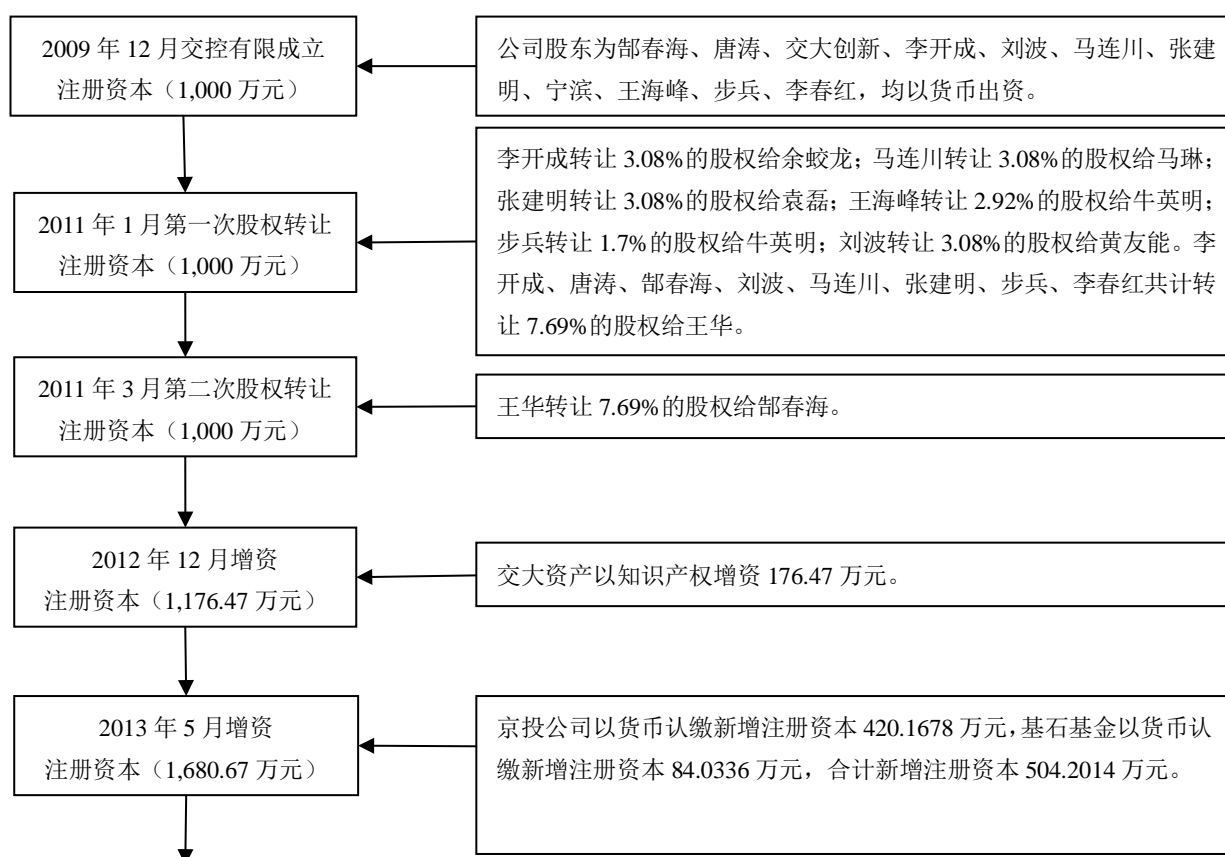 2009 年 12 月交控有限成立
注册资本（1,000 万元）
公司股东为郜春海、唐涛、交大创新、李开成、刘波、马连川、张建
明、宁滨、王海峰、步兵、李春红，均以货币出资。
2011 年 1 月第一次股权转让
注册资本（1,000 万元）
李开成转让 3.08%的股权给余蛟龙；马连川转让 3.08%的股权给马琳；
张建明转让 3.08%的股权给袁磊；王海峰转让 2.92%的股权给牛英明；
步兵转让 1.7%的股权给牛英明；刘波转让 3.08%的股权给黄友能。李
开成、唐涛、郜春海、刘波、马连川、张建明、步兵、李春红共计转
让 7.69%的股权给王华。
2011 年 3 月第二次股权转让
注册资本（1,000 万元）
王华转让 7.69%的股权给郜春海。
2012 年 12 月增资
注册资本（1,176.47 万元）
交大资产以知识产权增资 176.47 万元。
2013 年 5 月增资
注册资本（1,680.67 万元）
京投公司以货币认缴新增注册资本 420.1678 万元，基石基金以货币认
缴新增注册资本 84.0336 万元，合计新增注册资本 504.2014 万元。